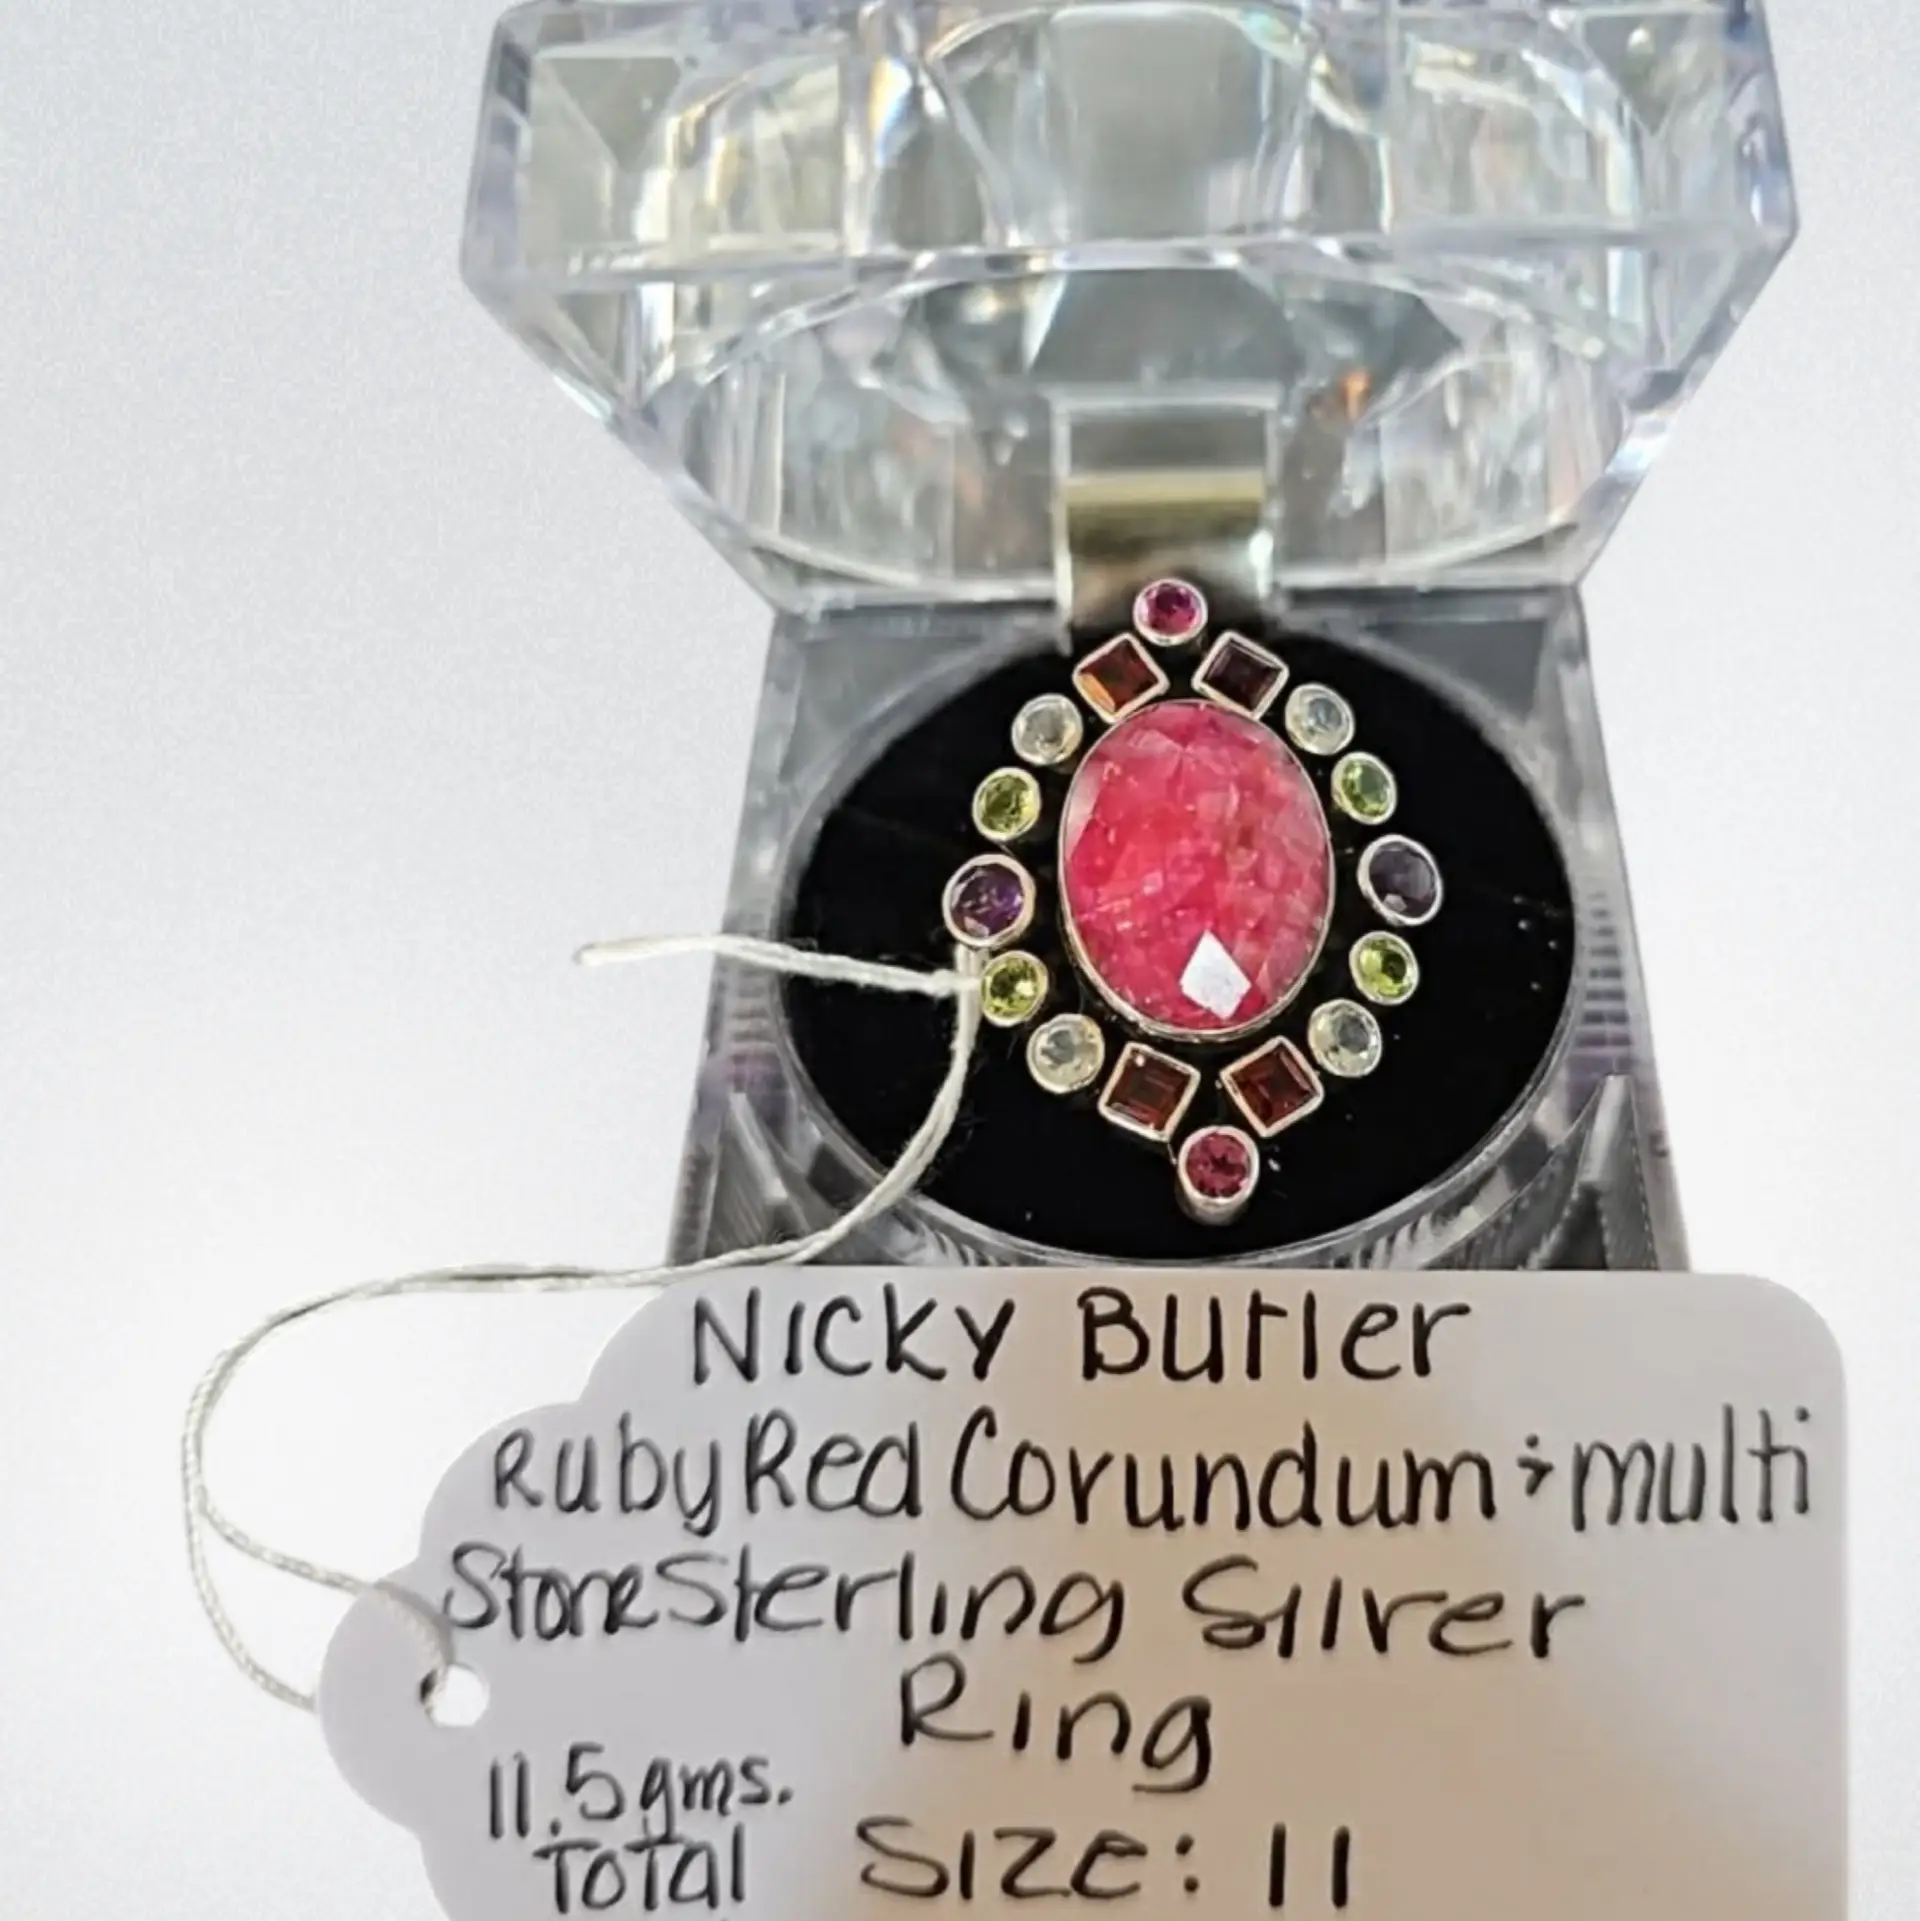 Nicky Butler
Ruby Red Corundum & multi
Stone Sterling Silver
Ring
11.5 gms.
Total
Size: 11